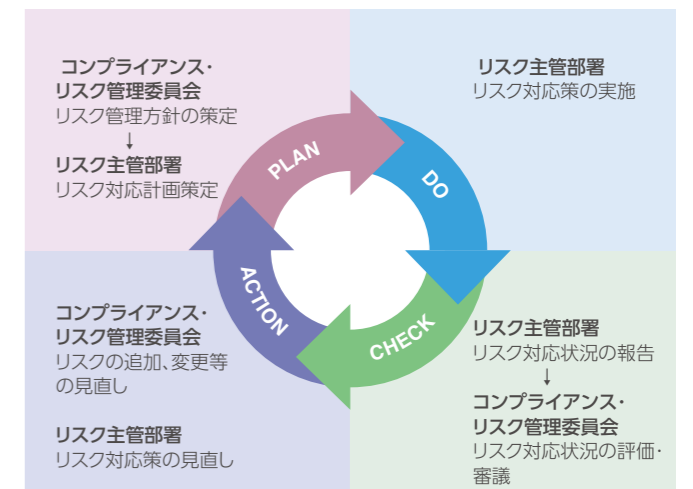 コンプライアンス・
リスク管理委員会
リスク管理方針の策定
↓
リスク主管部署
リスク対応計画策定
リスク主管部署
リスク対応策の実施
PLAN
DO
ACTION
CHECK
コンプライアンス・
リスク管理委員会
リスクの追加、変更等
の見直し
リスク主管部署
リスク対応策の見直し
リスク主管部署
リスク対応状況の報告
↓
コンプライアンス・
リスク管理委員会
リスク対応状況の評価・
審議